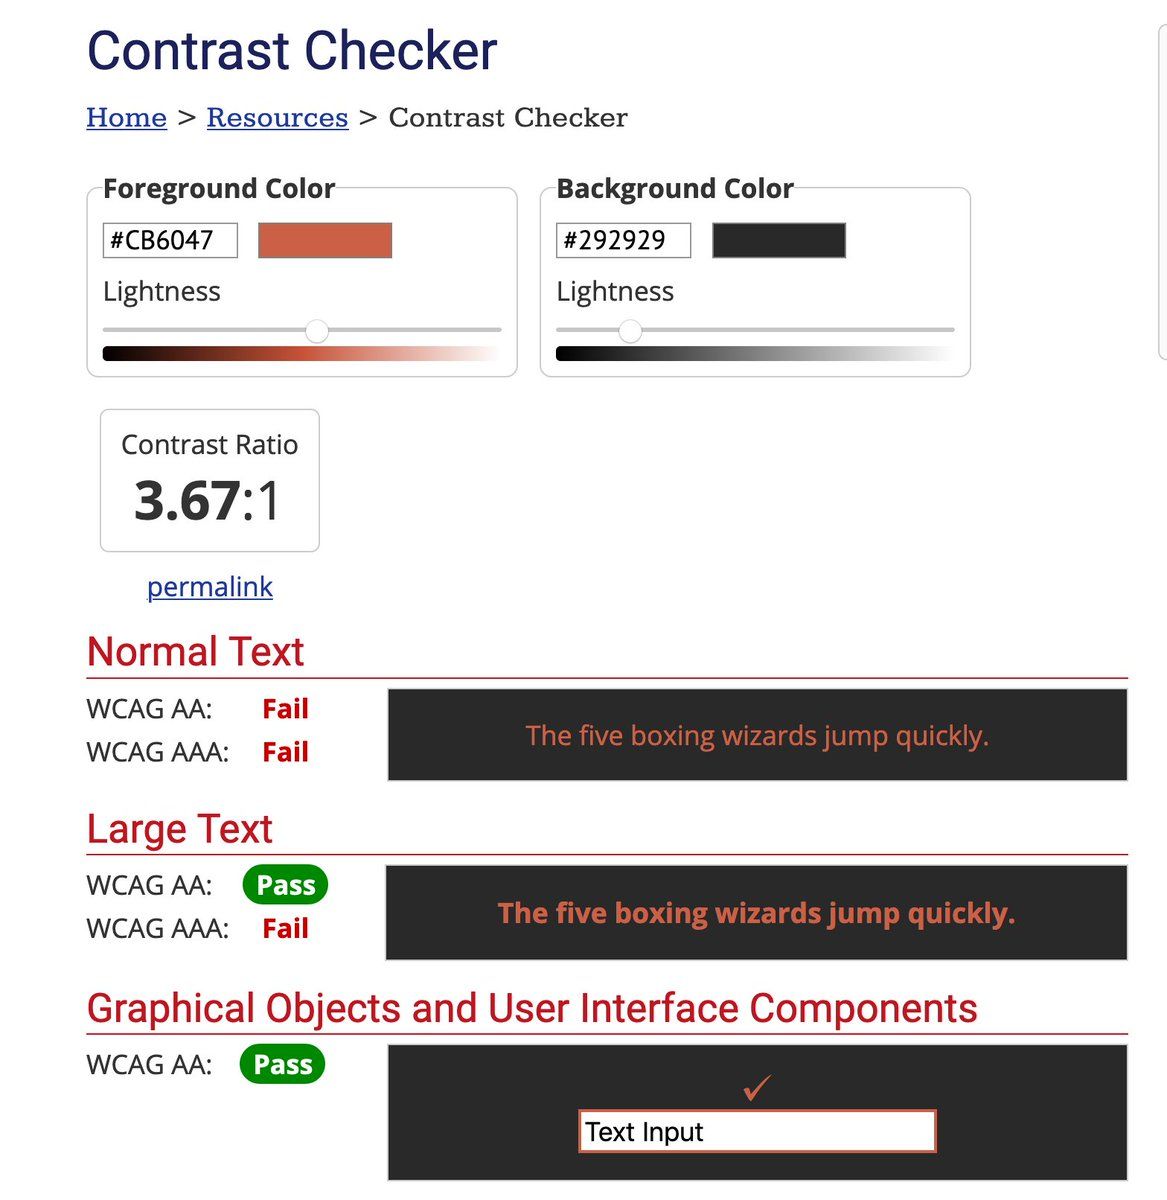 Contrast Checker
Home > Resources > Contrast Checker
Foreground Color
#CB6047
Lightness
Background Color
#292929
Lightness
Contrast Ratio
3.67:1
permalink
Normal Text
WCAG AA: Fail
WCAG AAA: Fail
The five boxing wizards jump quickly.
Large Text
WCAG AA: Pass
WCAG AAA: Fail
The five boxing wizards jump quickly.
Graphical Objects and User Interface Components
WCAG AA: Pass
✓
Text Input